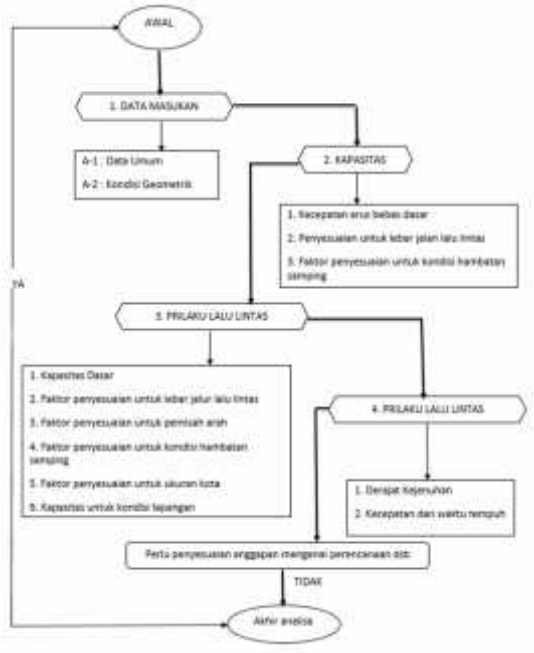 AWAL
1. DATA MASUKAN
A-1 : Data Umum
A-2 : Kondisi Geometrik
2. KAPASITAS
1. Kecepatan arus bebas dasar
2. Penyesuaian untuk lebar jalan lalu lintas
3. Faktor penyesuaian untuk kondisi hambatan
samping
YA
3. PRILAKU LALU LINTAS
1. Kapasitas Dasar
2. Faktor penyesuaian untuk lebar jalur lalu lintas
3. Faktor penyesuaian untuk pemisah arah
4. Faktor penyesuaian untuk kondisi hambatan
samping
5. Faktor penyesuaian untuk ukuran kota
6. Kapasitas untuk kondisi lapangan
4. PRILAKU LALU LINTAS
1. Derajat Kejenuhan
2. Kecepatan dan waktu tempuh
Perlu penyesuaian anggapan mengenai perencanaan dsb
TIDAK
Akhir analisa